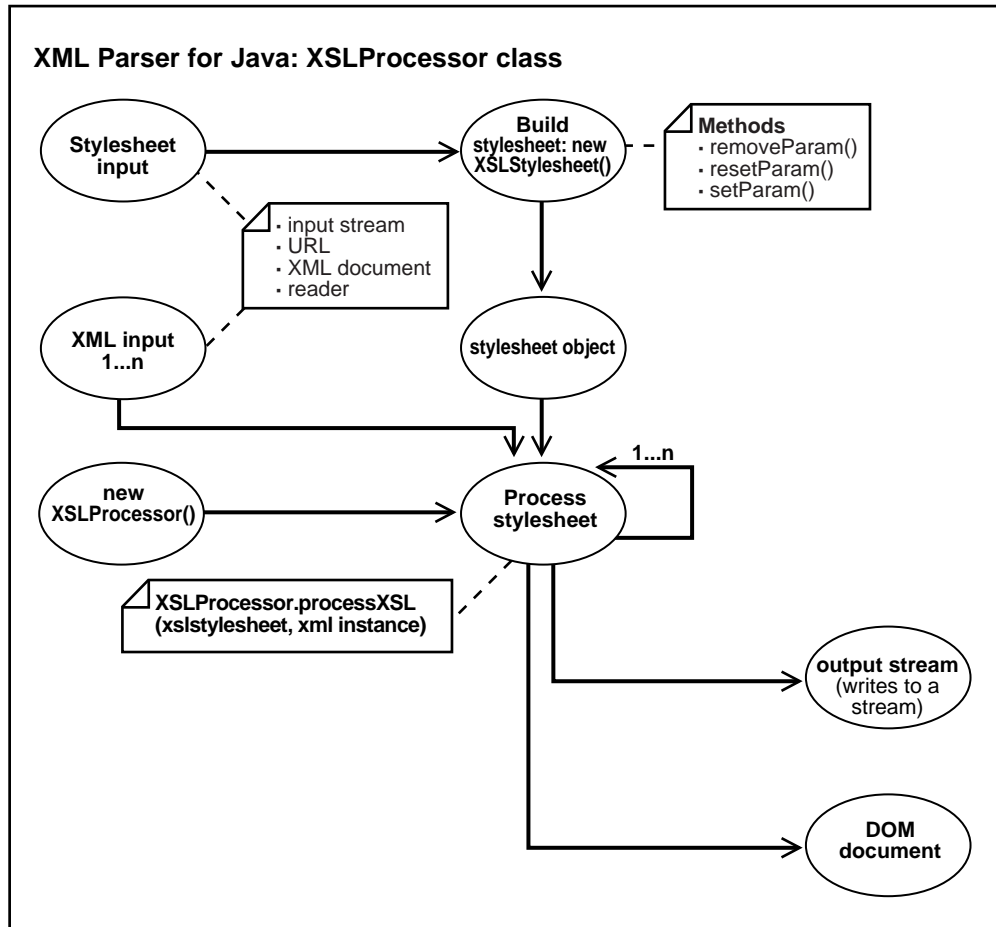 XML Parser for Java: XSLProcessor class
Stylesheet
input
Build
stylesheet: new
XSLStylesheet()
Methods
· removeParam()
· resetParam()
· setParam()
· input stream
· URL
· XML document
· reader
XML input
1...n
stylesheet object
1...n
new
XSLProcessor()
Process
stylesheet
XSLProcessor.processXSL
(xslstylesheet, xml instance)
output stream
(writes to a
stream)
DOM
document